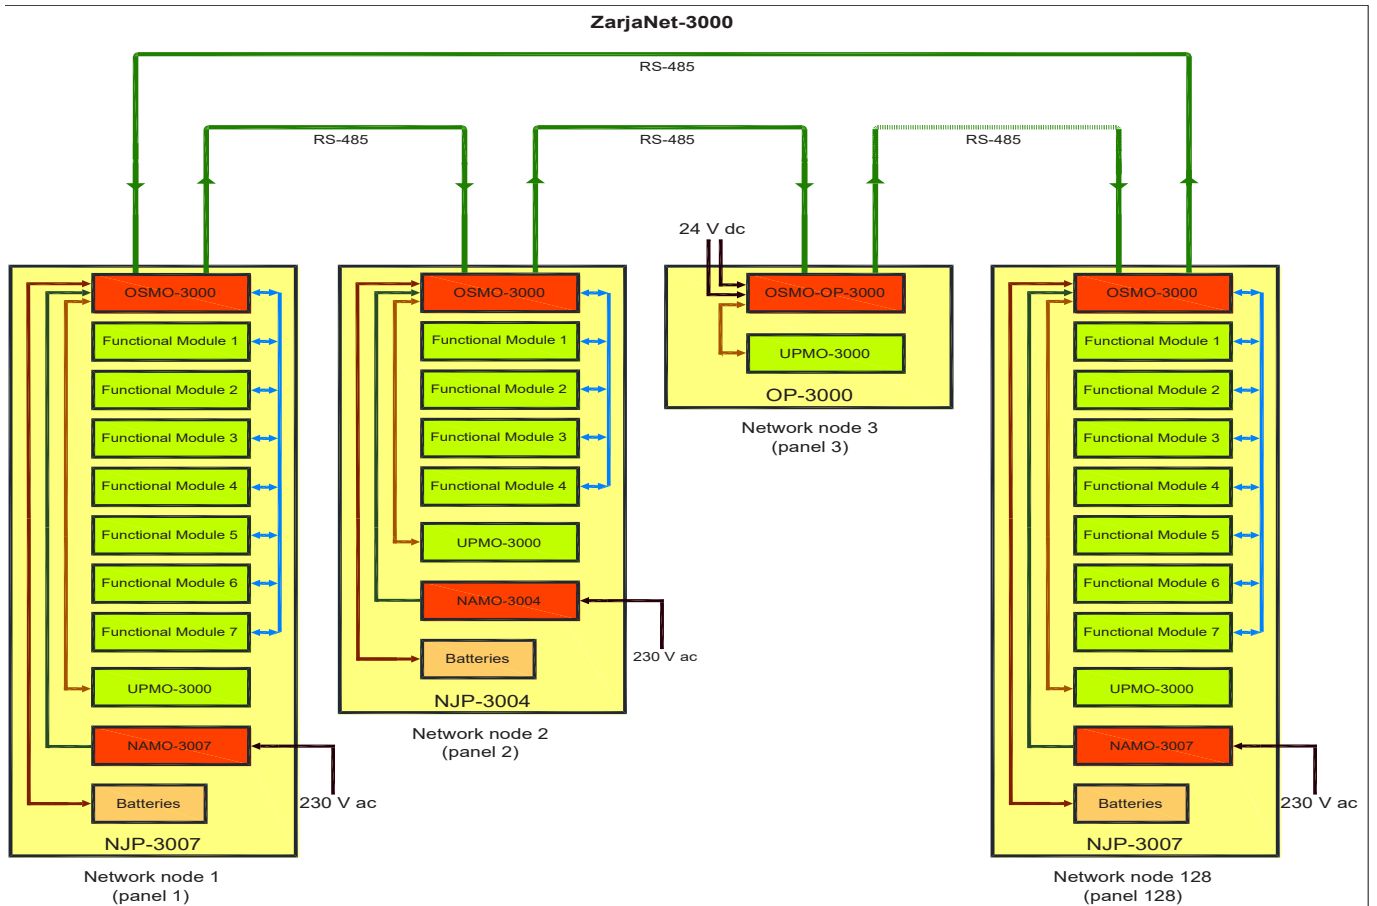 ZarjaNet-3000
RS-485
RS-485
RS-485
RS-485
24 V dc
OSMO-3000
Functional Module 1
Functional Module 2
Functional Module 3
Functional Module 4
Functional Module 5
Functional Module 6
Functional Module 7
UPMO-3000
NAMO-3007
Batteries
230 V ac
NJP-3007
Network node 1
(panel 1)
OSMO-3000
Functional Module 1
Functional Module 2
Functional Module 3
Functional Module 4
UPMO-3000
NAMO-3004
Batteries
230 V ac
NJP-3004
Network node 2
(panel 2)
OSMO-OP-3000
UPMO-3000
OP-3000
Network node 3
(panel 3)
OSMO-3000
Functional Module 1
Functional Module 2
Functional Module 3
Functional Module 4
Functional Module 5
Functional Module 6
Functional Module 7
UPMO-3000
NAMO-3007
Batteries
230 V ac
NJP-3007
Network node 128
(panel 128)